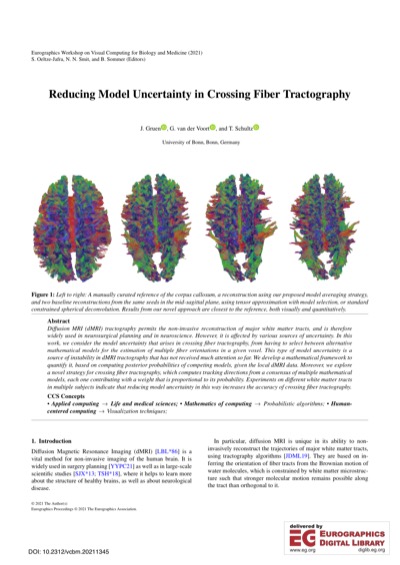 Eurographics Workshop on Visual Computing for Biology and Medicine (2021)
S. Oeltze-Jafra, N. N. Smit, and B. Sommer (Editors)
Reducing Model Uncertainty in Crossing Fiber Tractography
J. Gruen, G. van der Voort, and T. Schultz
University of Bonn, Bonn, Germany
Figure 1: Left to right: A manually curated reference of the corpus callosum, a reconstruction using our proposed model averaging strategy,
and two baseline reconstructions from the same seeds in the mid-sagittal plane, using tensor approximation with model selection, or standard
constrained spherical deconvolution. Results from our novel approach are closest to the reference, both visually and quantitatively.
Abstract
Diffusion MRI (dMRI) tractography permits the non-invasive reconstruction of major white matter tracts, and is therefore
widely used in neurosurgical planning and in neuroscience. However, it is affected by various sources of uncertainty. In this
work, we consider the model uncertainty that arises in crossing fiber tractography, from having to select between alternative
mathematical models for the estimation of multiple fiber orientations in a given voxel. This type of model uncertainty is a
source of instability in dMRI tractography that has not received much attention so far. We develop a mathematical framework to
quantify it, based on computing posterior probabilities of competing models, given the local dMRI data. Moreover, we explore
a novel strategy for crossing fiber tractography, which computes tracking directions from a consensus of multiple mathematical
models, each one contributing with a weight that is proportional to its probability. Experiments on different white matter tracts
in multiple subjects indicate that reducing model uncertainty in this way increases the accuracy of crossing fiber tractography.
CCS Concepts
• Applied computing → Life and medical sciences; • Mathematics of computing → Probabilistic algorithms; • Human-
centered computing → Visualization techniques;
1. Introduction
Diffusion Magnetic Resonance Imaging (dMRI) [LBL*86] is a
vital method for non-invasive imaging of the human brain. It is
widely used in surgery planning [YYPC21] as well as in large-scale
scientific studies [SJX*13, TSH*18], where it helps to learn more
about the structure of healthy brains, as well as about neurological
disease.
In particular, diffusion MRI is unique in its ability to non-
invasively reconstruct the trajectories of major white matter tracts,
using tractography algorithms [JDML19]. They are based on in-
ferring the orientation of fiber tracts from the Brownian motion of
water molecules, which is constrained by white matter microstruc-
ture such that stronger molecular motion remains possible along
the tract than orthogonal to it.
© 2021 The Author(s)
Eurographics Proceedings © 2021 The Eurographics Association.
DOI: 10.2312/vcbm.20211345
delivered by
EG EUROGRAPHICS
DIGITAL LIBRARY
www.eg.org
diglib.eg.org